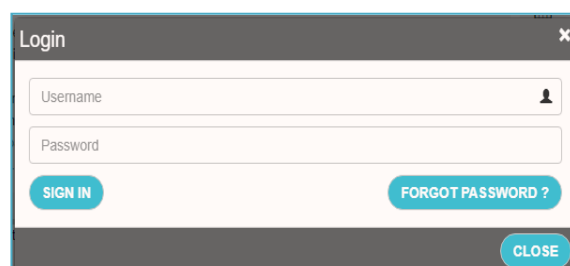 Login ×
Username
Password
SIGN IN FORGOT PASSWORD ?
CLOSE